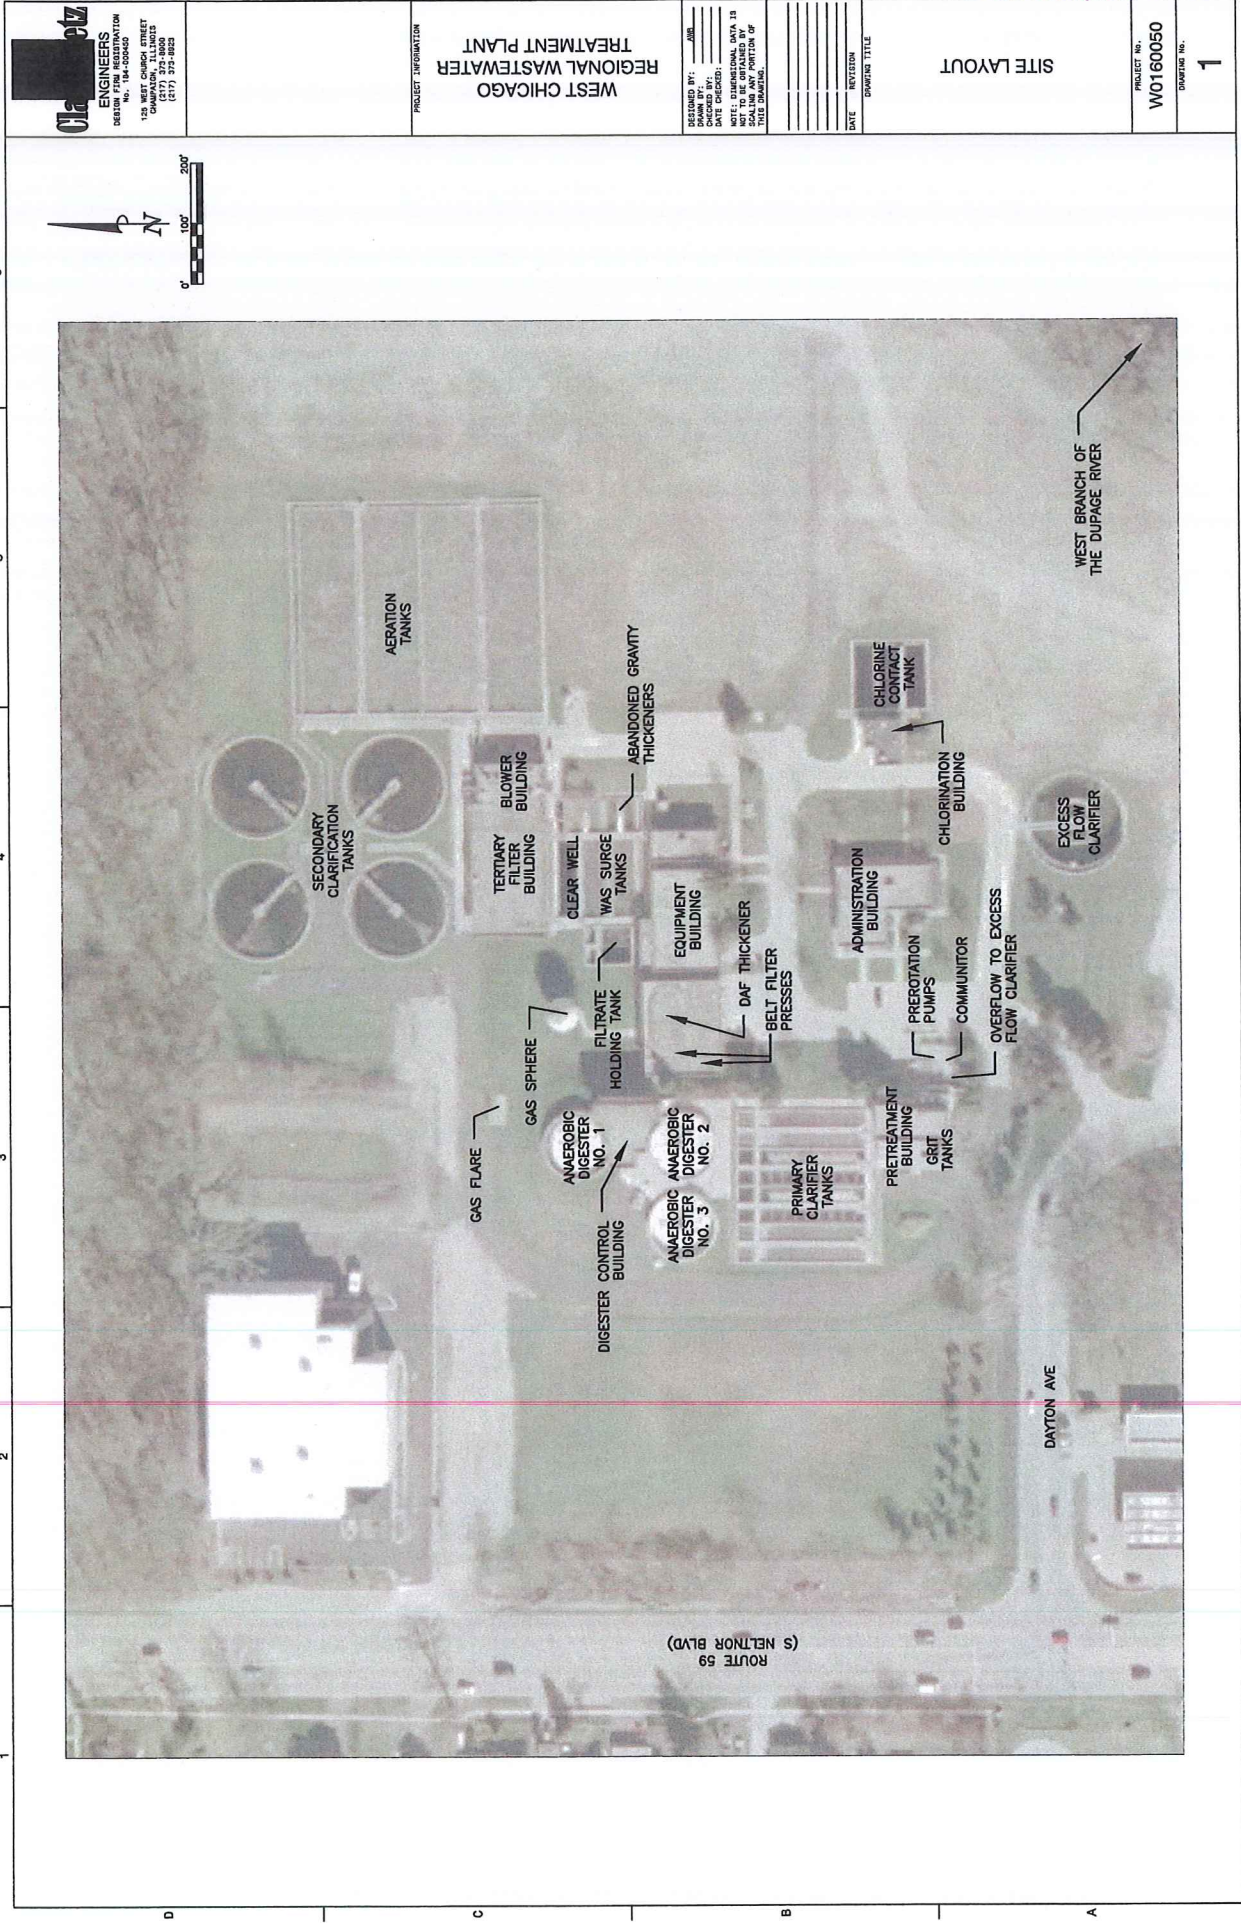 ENGINEERS
DESIGN FIRM REGISTRATION
No. 184-000450
125 WEST CHURCH STREET
CHAMPAIGN, ILLINOIS
(217) 373-8900
(217) 373-8923
PROJECT INFORMATION
WEST CHICAGO
REGIONAL WASTEWATER
TREATMENT PLANT
DESIGNED BY:
DRAWN BY:
CHECKED BY:
DATE CHECKED:
NOTE: DIMENSIONAL DATA IS
NOT TO BE OBTAINED BY
SCALING ANY PORTION OF
THIS DRAWING.
DATE REVISION
DRAWING TITLE
SITE LAYOUT
PROJECT No.
W0160050
DRAWING No.
1
N
0' 100' 200'
1
2
3
4
D
C
B
A
SECONDARY
CLARIFICATION
TANKS
AERATION
TANKS
GAS FLARE
GAS SPHERE
TERTIARY
FILTER
BUILDING
BLOWER
BUILDING
CLEAR WELL
ANAEROBIC
DIGESTER
NO. 1
FILTRATE
HOLDING TANK
WAS SURGE
TANKS
ABANDONED GRAVITY
THICKENERS
DIGESTER CONTROL
BUILDING
ANAEROBIC
DIGESTER
NO. 3
ANAEROBIC
DIGESTER
NO. 2
EQUIPMENT
BUILDING
DAF THICKENER
BELT FILTER
PRESSES
PRIMARY
CLARIFIER
TANKS
ADMINISTRATION
BUILDING
CHLORINE
CONTACT
TANK
CHLORINATION
BUILDING
PRETREATMENT
BUILDING
GRIT
TANKS
PREROTATION
PUMPS
COMMUNITOR
OVERFLOW TO EXCESS
FLOW CLARIFIER
EXCESS
FLOW
CLARIFIER
WEST BRANCH OF
THE DUPAGE RIVER
DAYTON AVE
ROUTE 59
(S NELTNOR BLVD)